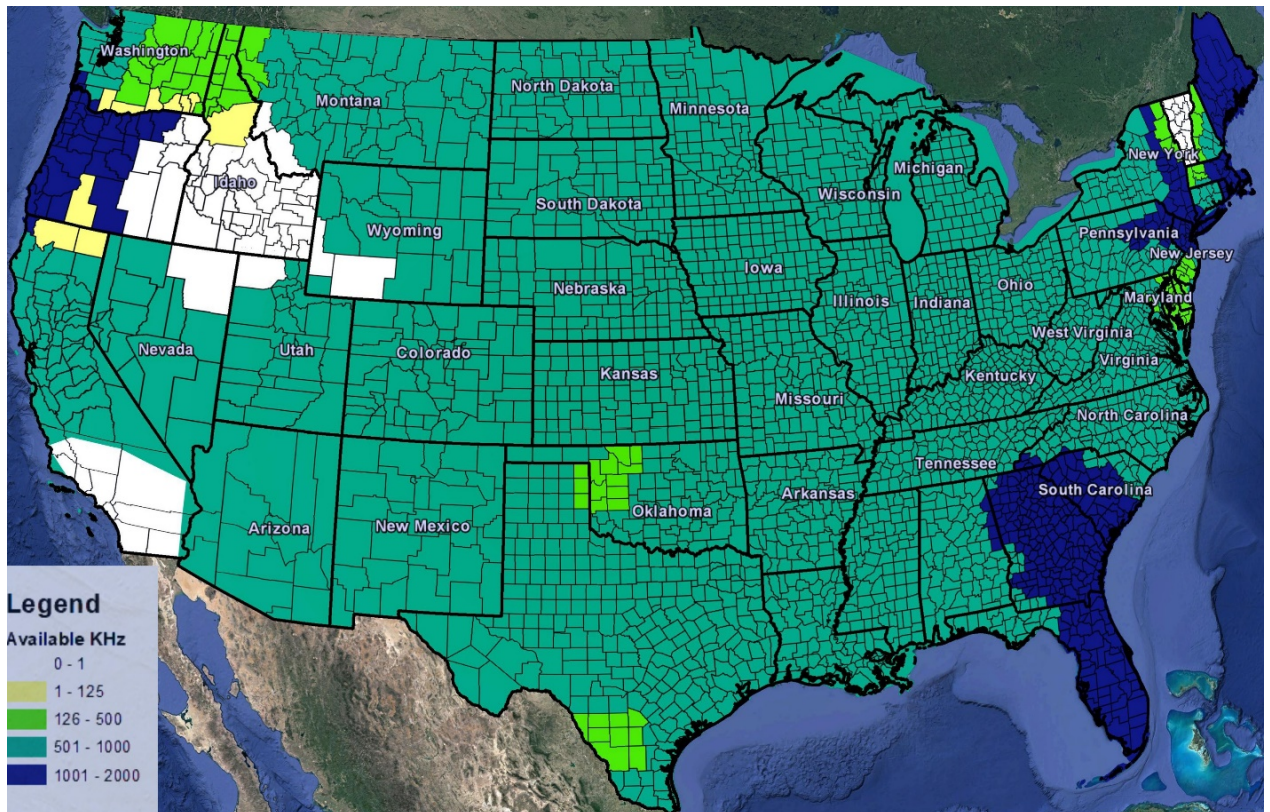 Washington
Montana
North Dakota
Minnesota
Idaho
Wyoming
South Dakota
Wisconsin
Michigan
New York
Pennsylvania
New Jersey
Nebraska
Iowa
Illinois
Indiana
Ohio
Maryland
West Virginia
Virginia
Nevada
Utah
Colorado
Kansas
Missouri
Kentucky
North Carolina
Tennessee
South Carolina
Arizona
New Mexico
Oklahoma
Arkansas
Legend
Available KHz
0 - 1
1 - 125
126 - 500
501 - 1000
1001 - 2000